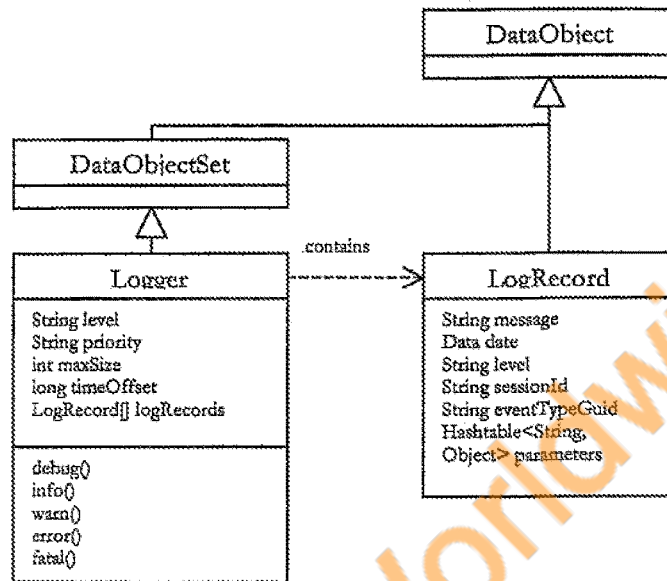 DataObject
DataObjectSet
contains
Logger
String level
String priority
int maxSize
long timeOffset
LogRecord[] logRecords
debug()
info()
warn()
error()
fatal()
LogRecord
String message
Data date
String level
String sessionId
String eventTypeGuid
Hashtable<String,
Object> parameters